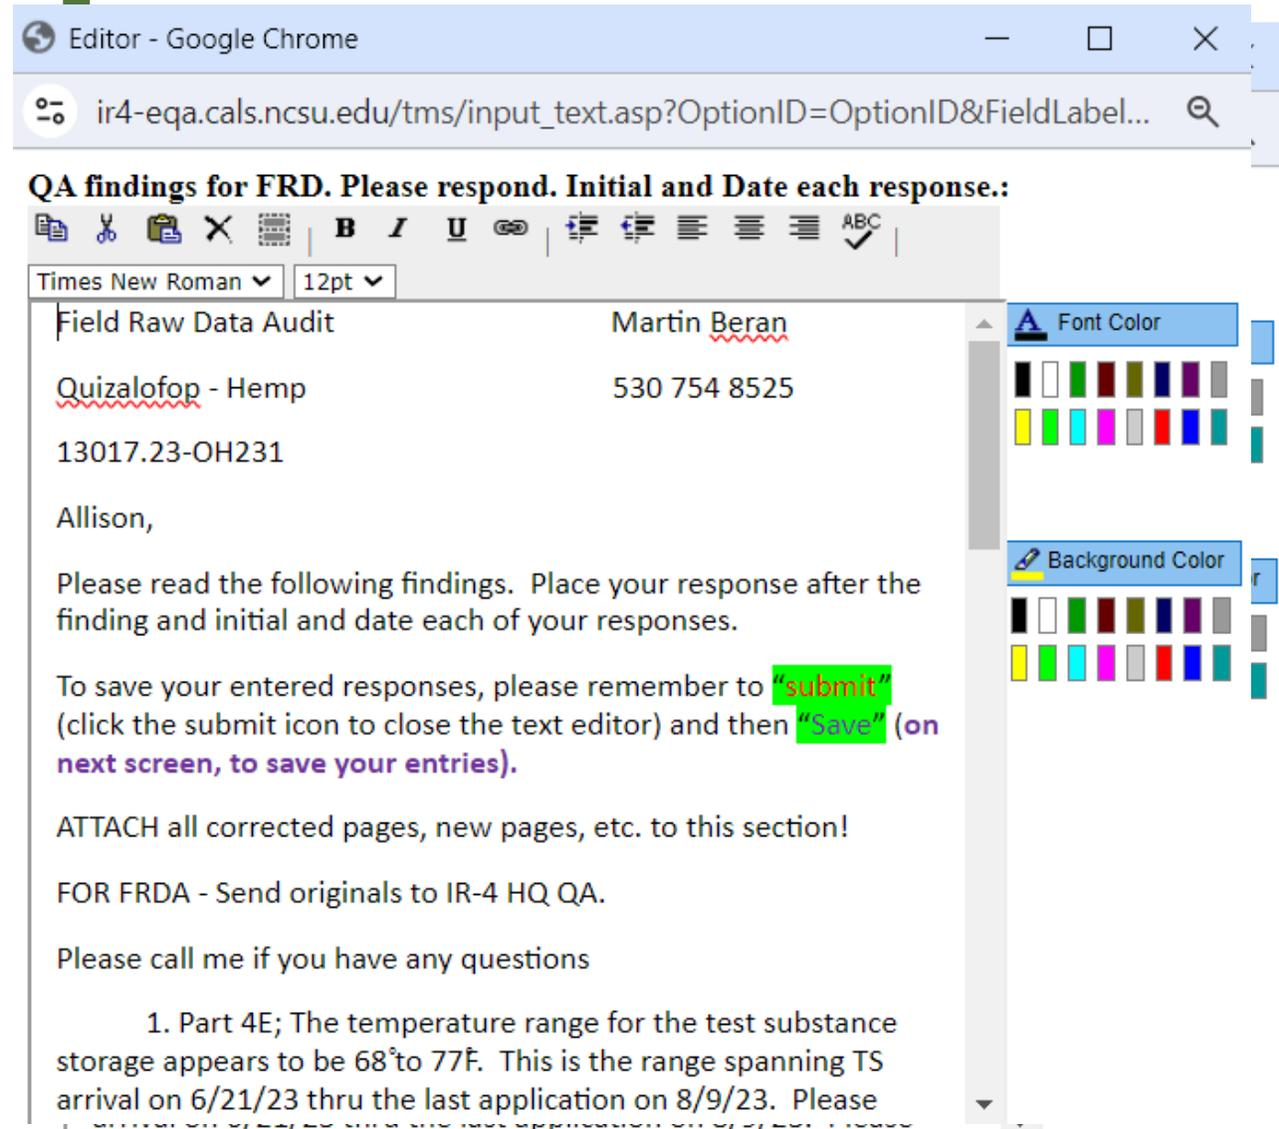 Editor - Google Chrome
ir4-eqa.cals.ncsu.edu/tms/input_text.asp?OptionID=OptionID&FieldLabel...
QA findings for FRD. Please respond. Initial and Date each response.:
B I U ABC
Times New Roman 12pt
Field Raw Data Audit Martin Beran
Font Color
Quizalofop - Hemp 530 754 8525
13017.23-OH231
Allison,
Background Color
Please read the following findings. Place your response after the
finding and initial and date each of your responses.
To save your entered responses, please remember to “submit”
(click the submit icon to close the text editor) and then “Save” (on
next screen, to save your entries).
ATTACH all corrected pages, new pages, etc. to this section!
FOR FRDA - Send originals to IR-4 HQ QA.
Please call me if you have any questions
1. Part 4E; The temperature range for the test substance
storage appears to be 68°to 77°F. This is the range spanning TS
arrival on 6/21/23 thru the last application on 8/9/23. Please